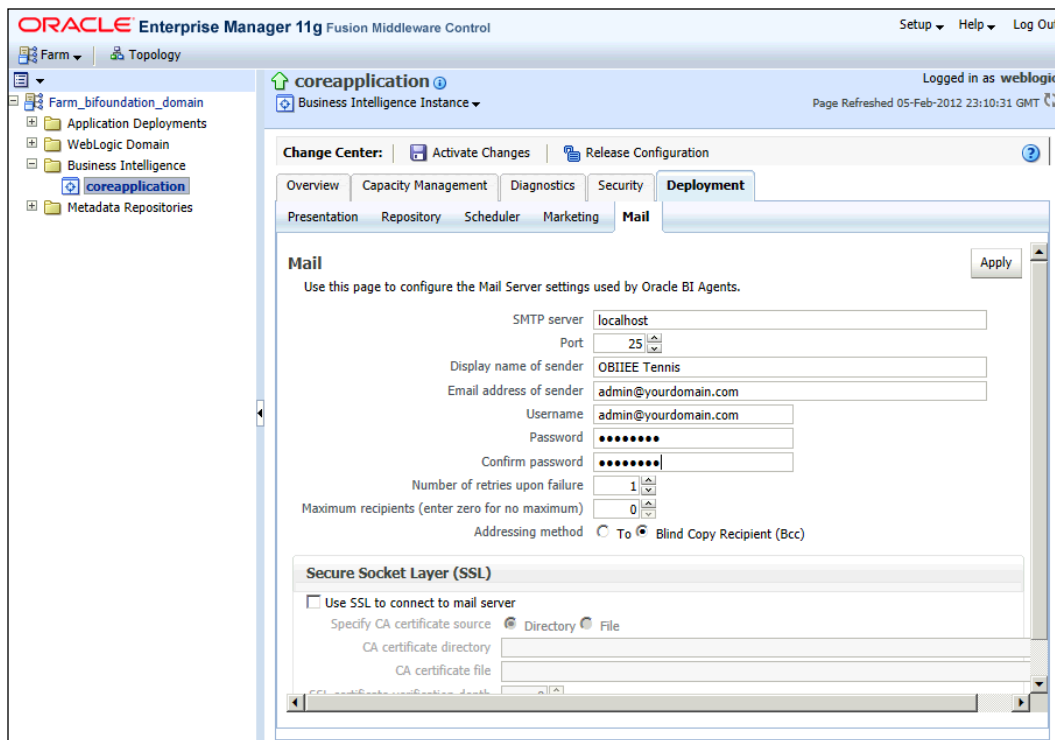 ORACLE Enterprise Manager 11g Fusion Middleware Control
Setup Help Log Out
Farm Topology
Farm_bifoundation_domain
Application Deployments
WebLogic Domain
Business Intelligence
coreapplication
Metadata Repositories
coreapplication
Logged in as weblogic
Business Intelligence Instance
Page Refreshed 05-Feb-2012 23:10:31 GMT
Change Center: Activate Changes Release Configuration
Overview Capacity Management Diagnostics Security Deployment
Presentation Repository Scheduler Marketing Mail
Mail
Apply
Use this page to configure the Mail Server settings used by Oracle BI Agents.
SMTP server localhost
Port 25
Display name of sender OBIIEE Tennis
Email address of sender admin@yourdomain.com
Username admin@yourdomain.com
Password ••••••••
Confirm password ••••••••
Number of retries upon failure 1
Maximum recipients (enter zero for no maximum) 0
Addressing method To Blind Copy Recipient (Bcc)
Secure Socket Layer (SSL)
Use SSL to connect to mail server
Specify CA certificate source Directory File
CA certificate directory
CA certificate file
SSL certificate verification depth